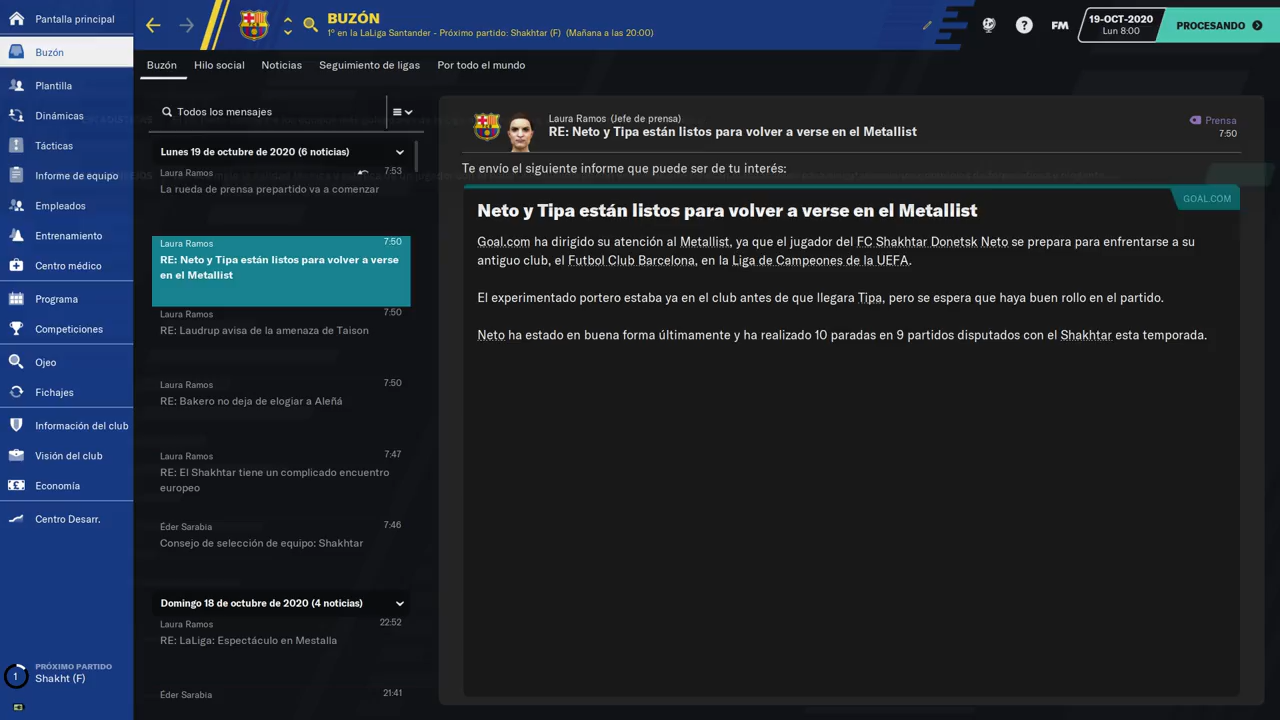 Pantalla principal
Buzón
Plantilla
Dinámicas
Tácticas
Informe de equipo
Empleados
Entrenamiento
Centro médico
Programa
Competiciones
Ojeo
Fichajes
Información del club
Visión del club
Economía
Centro Desarr.
PRÓXIMO PARTIDO
1
Shakht (F)
BUZÓN
1º en la LaLiga Santander - Próximo partido: Shakhtar (F) (Mañana a las 20:00)
?
FM
19-OCT-2020
Lun 8:00
PROCESANDO
Buzón
Hilo social
Noticias
Seguimiento de ligas
Por todo el mundo
Todos los mensajes
Lunes 19 de octubre de 2020 (6 noticias)
Laura Ramos 7:53
La rueda de prensa prepartido va a comenzar
Laura Ramos 7:50
RE: Neto y Tipa están listos para volver a verse
en el Metallist
Laura Ramos 7:50
RE: Laudrup avisa de la amenaza de Taison
Laura Ramos 7:50
RE: Bakero no deja de elogiar a Aleñá
Laura Ramos 7:47
RE: El Shakhtar tiene un complicado encuentro
europeo
Éder Sarabia 7:46
Consejo de selección de equipo: Shakhtar
Domingo 18 de octubre de 2020 (4 noticias)
Laura Ramos 22:52
RE: LaLiga: Espectáculo en Mestalla
Éder Sarabia 21:41
Laura Ramos (Jefe de prensa)
RE: Neto y Tipa están listos para volver a verse en el Metallist
Prensa
7:50
Te envío el siguiente informe que puede ser de tu interés:
GOAL.COM
Neto y Tipa están listos para volver a verse en el Metallist
Goal.com ha dirigido su atención al Metallist, ya que el jugador del FC Shakhtar Donetsk Neto se prepara para enfrentarse a su
antiguo club, el Futbol Club Barcelona, en la Liga de Campeones de la UEFA.
El experimentado portero estaba ya en el club antes de que llegara Tipa, pero se espera que haya buen rollo en el partido.
Neto ha estado en buena forma últimamente y ha realizado 10 paradas en 9 partidos disputados con el Shakhtar esta temporada.